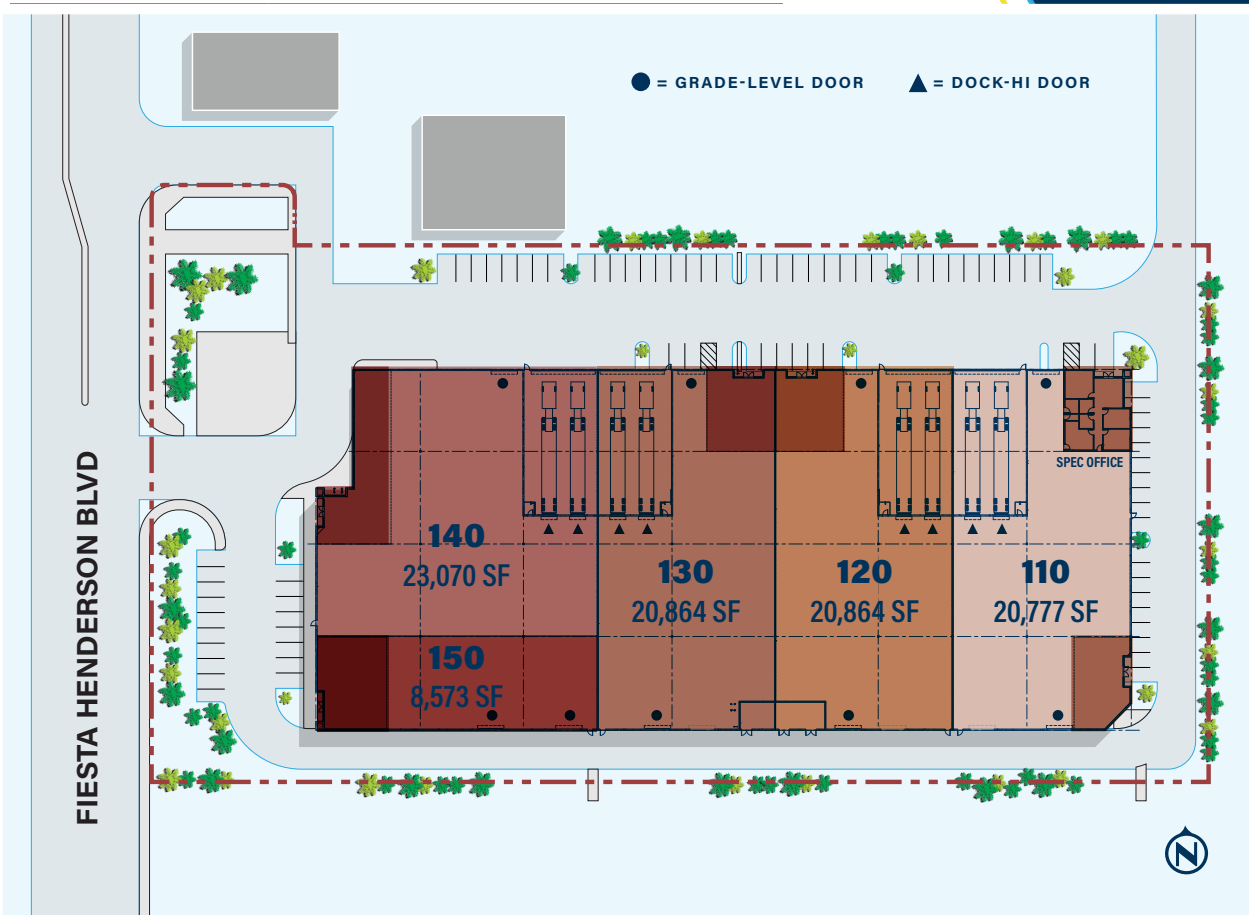 ● = GRADE-LEVEL DOOR ▲ = DOCK-HI DOOR
FIESTA HENDERSON BLVD
SPEC OFFICE
140
23,070 SF
130
20,864 SF
120
20,864 SF
110
20,777 SF
150
8,573 SF
N